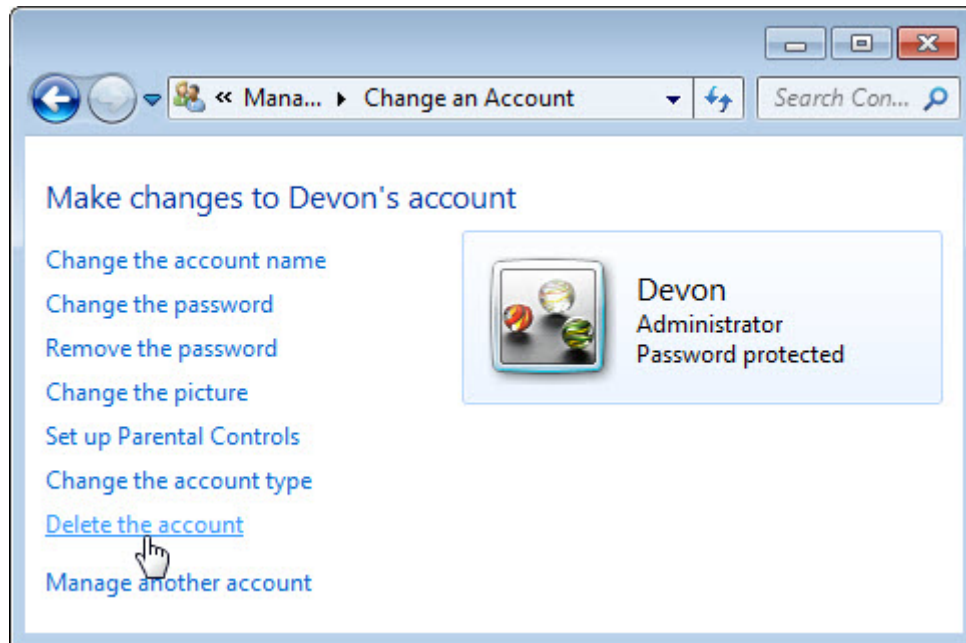 « Mana... Change an Account Search Con...
Make changes to Devon's account
Change the account name
Change the password
Remove the password
Change the picture
Set up Parental Controls
Change the account type
Delete the account
Manage another account
Devon
Administrator
Password protected